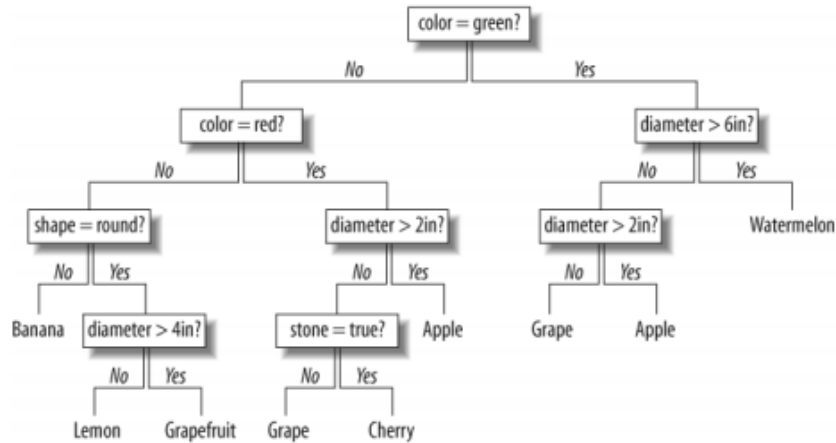 color = green?
No Yes
color = red? diameter > 6in?
No Yes No Yes
shape = round? diameter > 2in? diameter > 2in? Watermelon
No Yes No Yes No Yes
Banana diameter > 4in? stone = true? Apple Grape Apple
No Yes No Yes
Lemon Grapefruit Grape Cherry